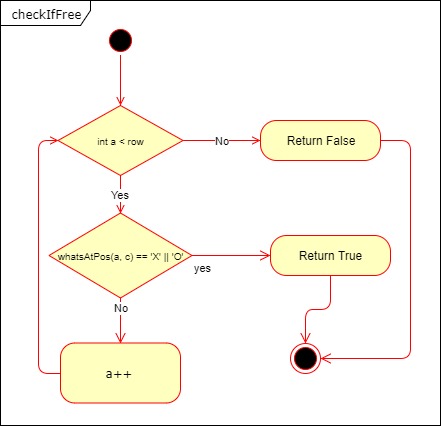 checkIfFree
int a < row
No
Return False
Yes
whatsAtPos(a, c) == 'X' || 'O'
yes
Return True
No
a++